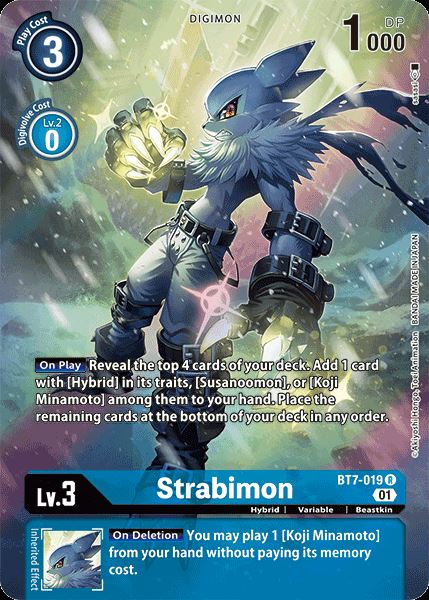 DIGIMON
Play Cost
3
DP
1000
Digivolve Cost
Lv.2
0
sasasi
©Akiyoshi Hongo, Toei Animation BANDAI MADE IN JAPAN
On Play Reveal the top 4 cards of your deck. Add 1 card
with [Hybrid] in its traits, [Susanoomon], or [Koji
Minamoto] among them to your hand. Place the
remaining cards at the bottom of your deck in any order.
BT7-019 R
01
Lv.3
Strabimon
Hybrid | Variable | Beastkin
Inherited Effect
On Deletion You may play 1 [Koji Minamoto]
from your hand without paying its memory
cost.